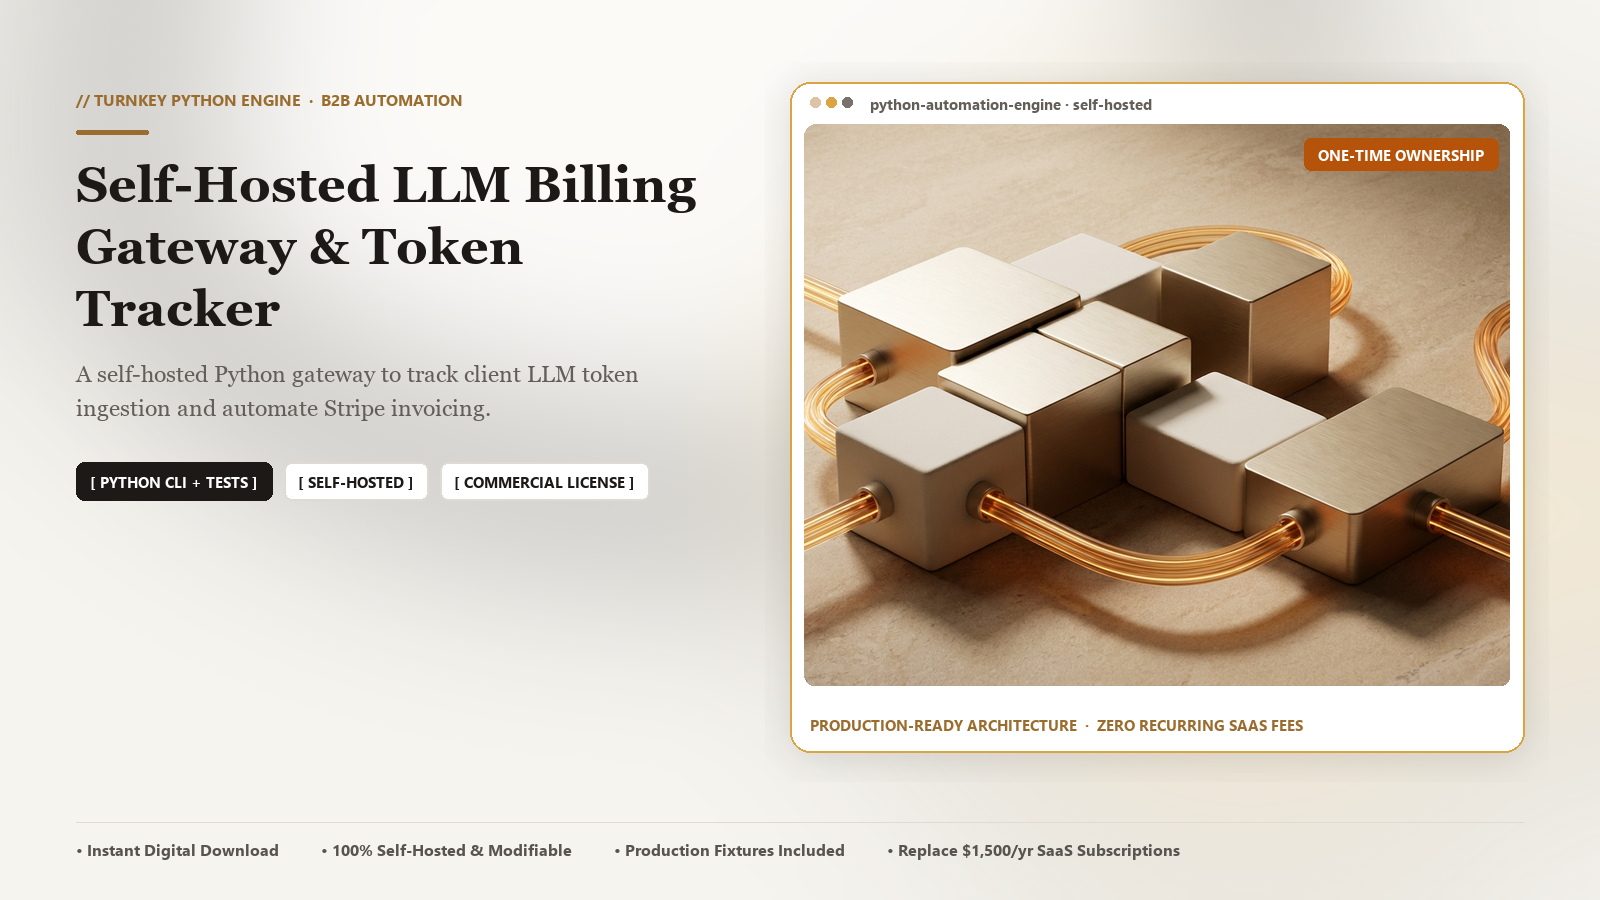 // TURNKEY PYTHON ENGINE · B2B AUTOMATION
Self-Hosted LLM Billing
Gateway & Token
Tracker
A self-hosted Python gateway to track client LLM token
ingestion and automate Stripe invoicing.
[ PYTHON CLI + TESTS ]
[ SELF-HOSTED ]
[ COMMERCIAL LICENSE ]
python-automation-engine · self-hosted
ONE-TIME OWNERSHIP
PRODUCTION-READY ARCHITECTURE · ZERO RECURRING SAAS FEES
• Instant Digital Download
• 100% Self-Hosted & Modifiable
• Production Fixtures Included
• Replace $1,500/yr SaaS Subscriptions